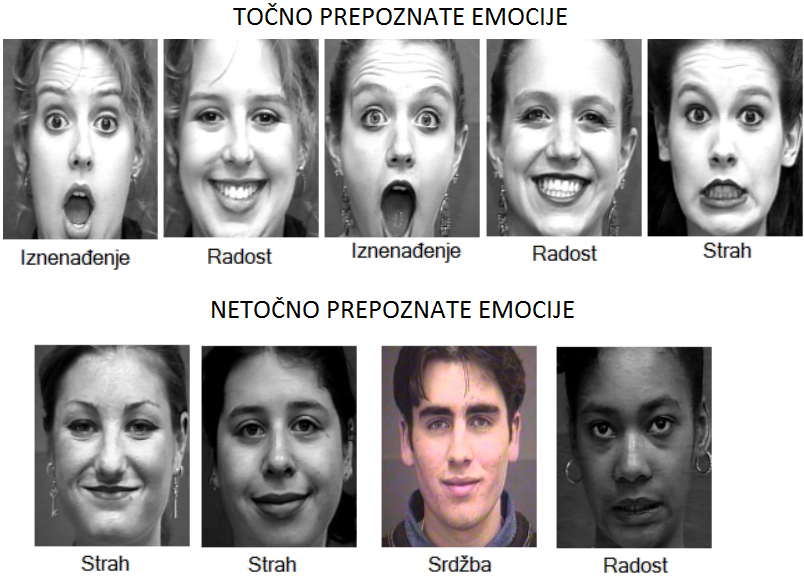 TOČNO PREPOZNATE EMOCIJE
Iznenađenje Radost Iznenađenje Radost Strah
NETOČNO PREPOZNATE EMOCIJE
Strah Strah Srdžba Radost